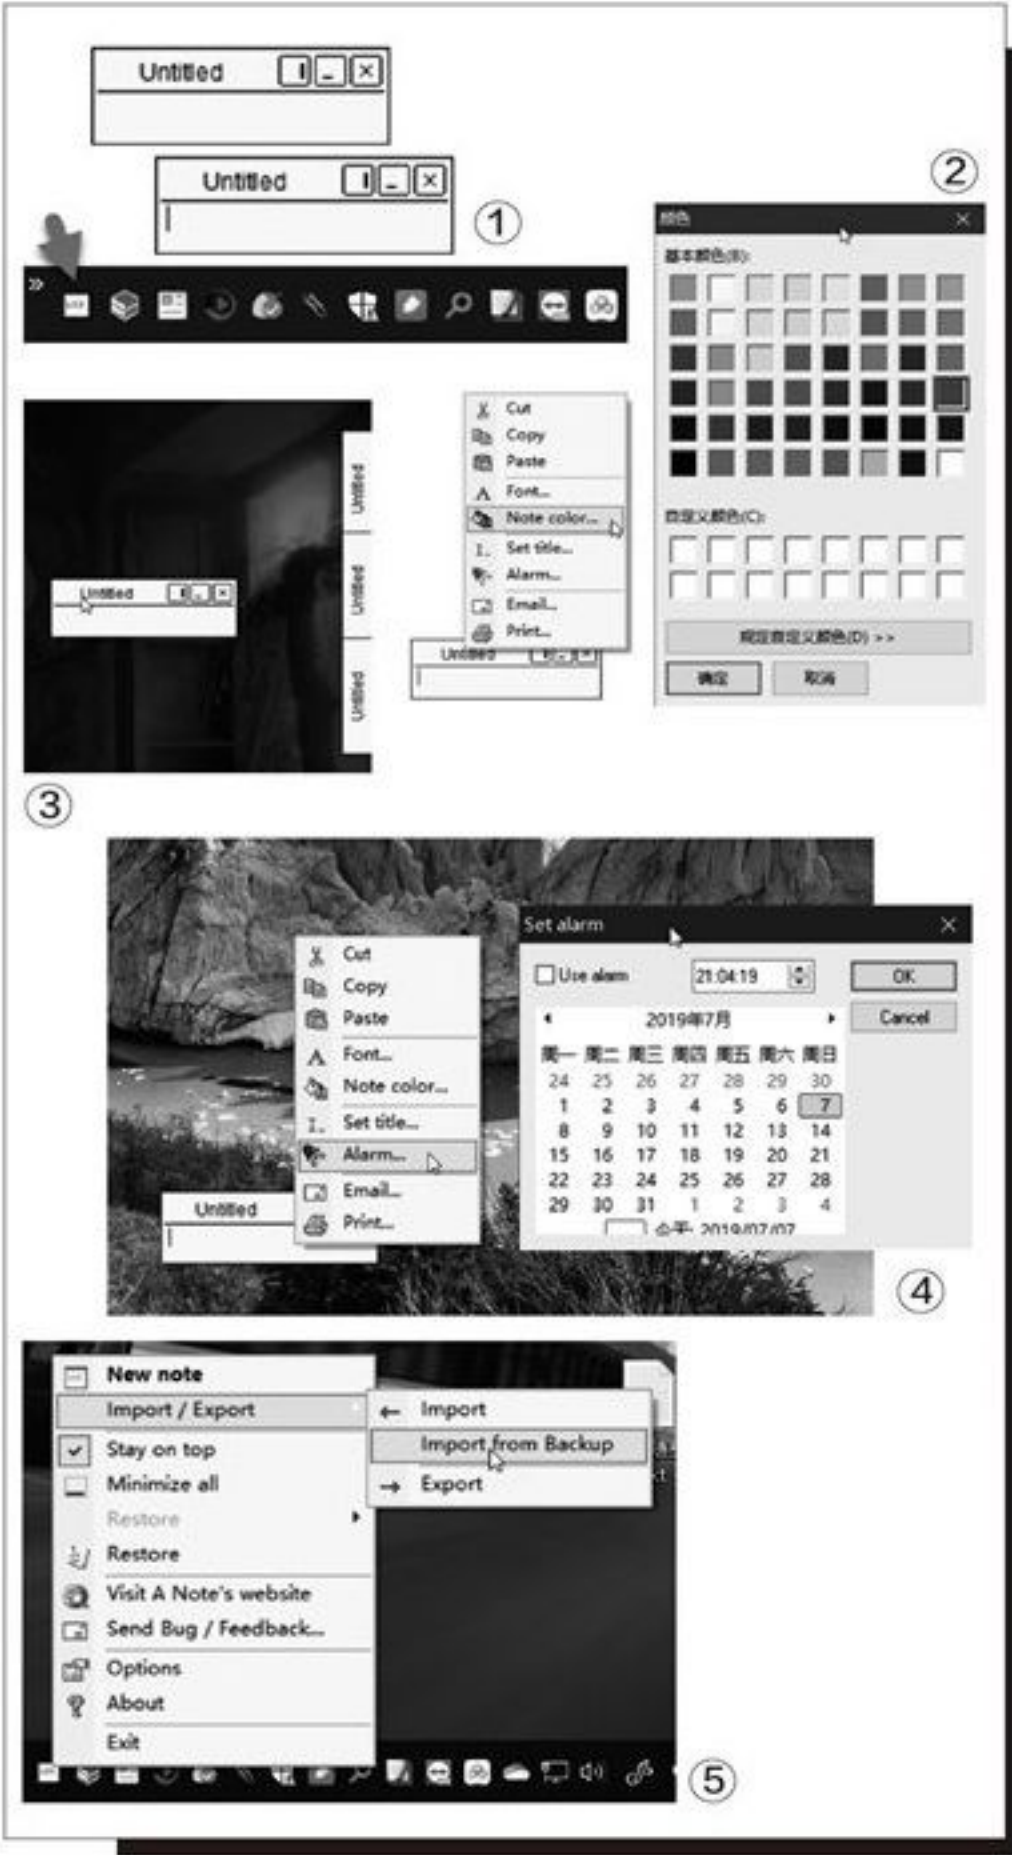 Untitled
Untitled
①
»
②
颜色
基本颜色(B):
自定义颜色(C):
规定自定义颜色(D) >>
确定
取消
Cut
Copy
Paste
Font...
Note color...
Set title...
Alarm...
Email...
Print...
Untitled
Untitled
Untitled
Untitled
Untitled
③
Cut
Copy
Paste
Font...
Note color...
Set title...
Alarm...
Email...
Print...
Untitled
Set alarm
Use alarm
21:04:19
OK
Cancel
2019年7月
周一 周二 周三 周四 周五 周六 周日
24 25 26 27 28 29 30
1 2 3 4 5 6 7
8 9 10 11 12 13 14
15 16 17 18 19 20 21
22 23 24 25 26 27 28
29 30 31 1 2 3 4
今天: 2019/07/07
④
New note
Import / Export
Stay on top
Minimize all
Restore
Restore
Visit A Note's website
Send Bug / Feedback...
Options
About
Exit
Import
Import from Backup
Export
⑤